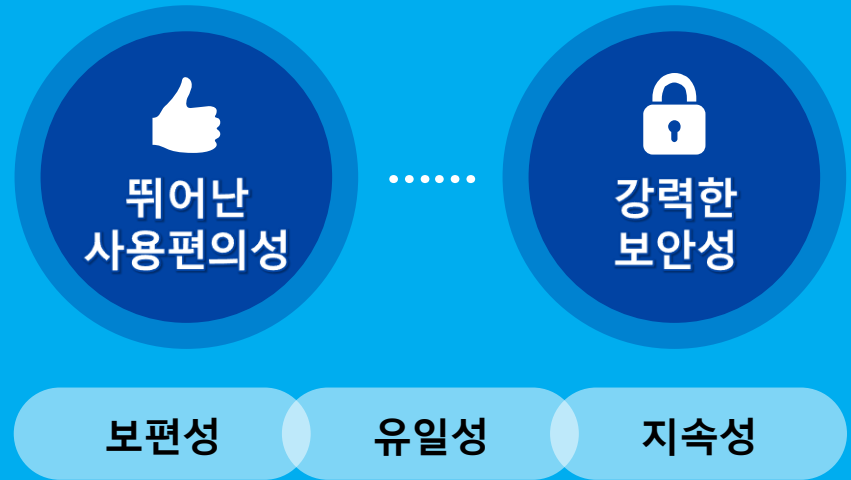 뛰어난
사용편의성
강력한
보안성
보편성
유일성
지속성